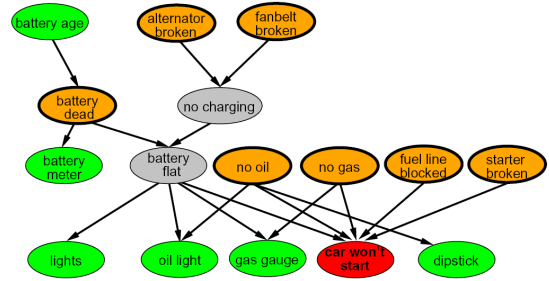 battery age
alternator
broken
fanbelt
broken
battery
dead
no charging
battery
meter
battery
flat
no oil
no gas
fuel line
blocked
starter
broken
lights
oil light
gas gauge
car won't
start
dipstick